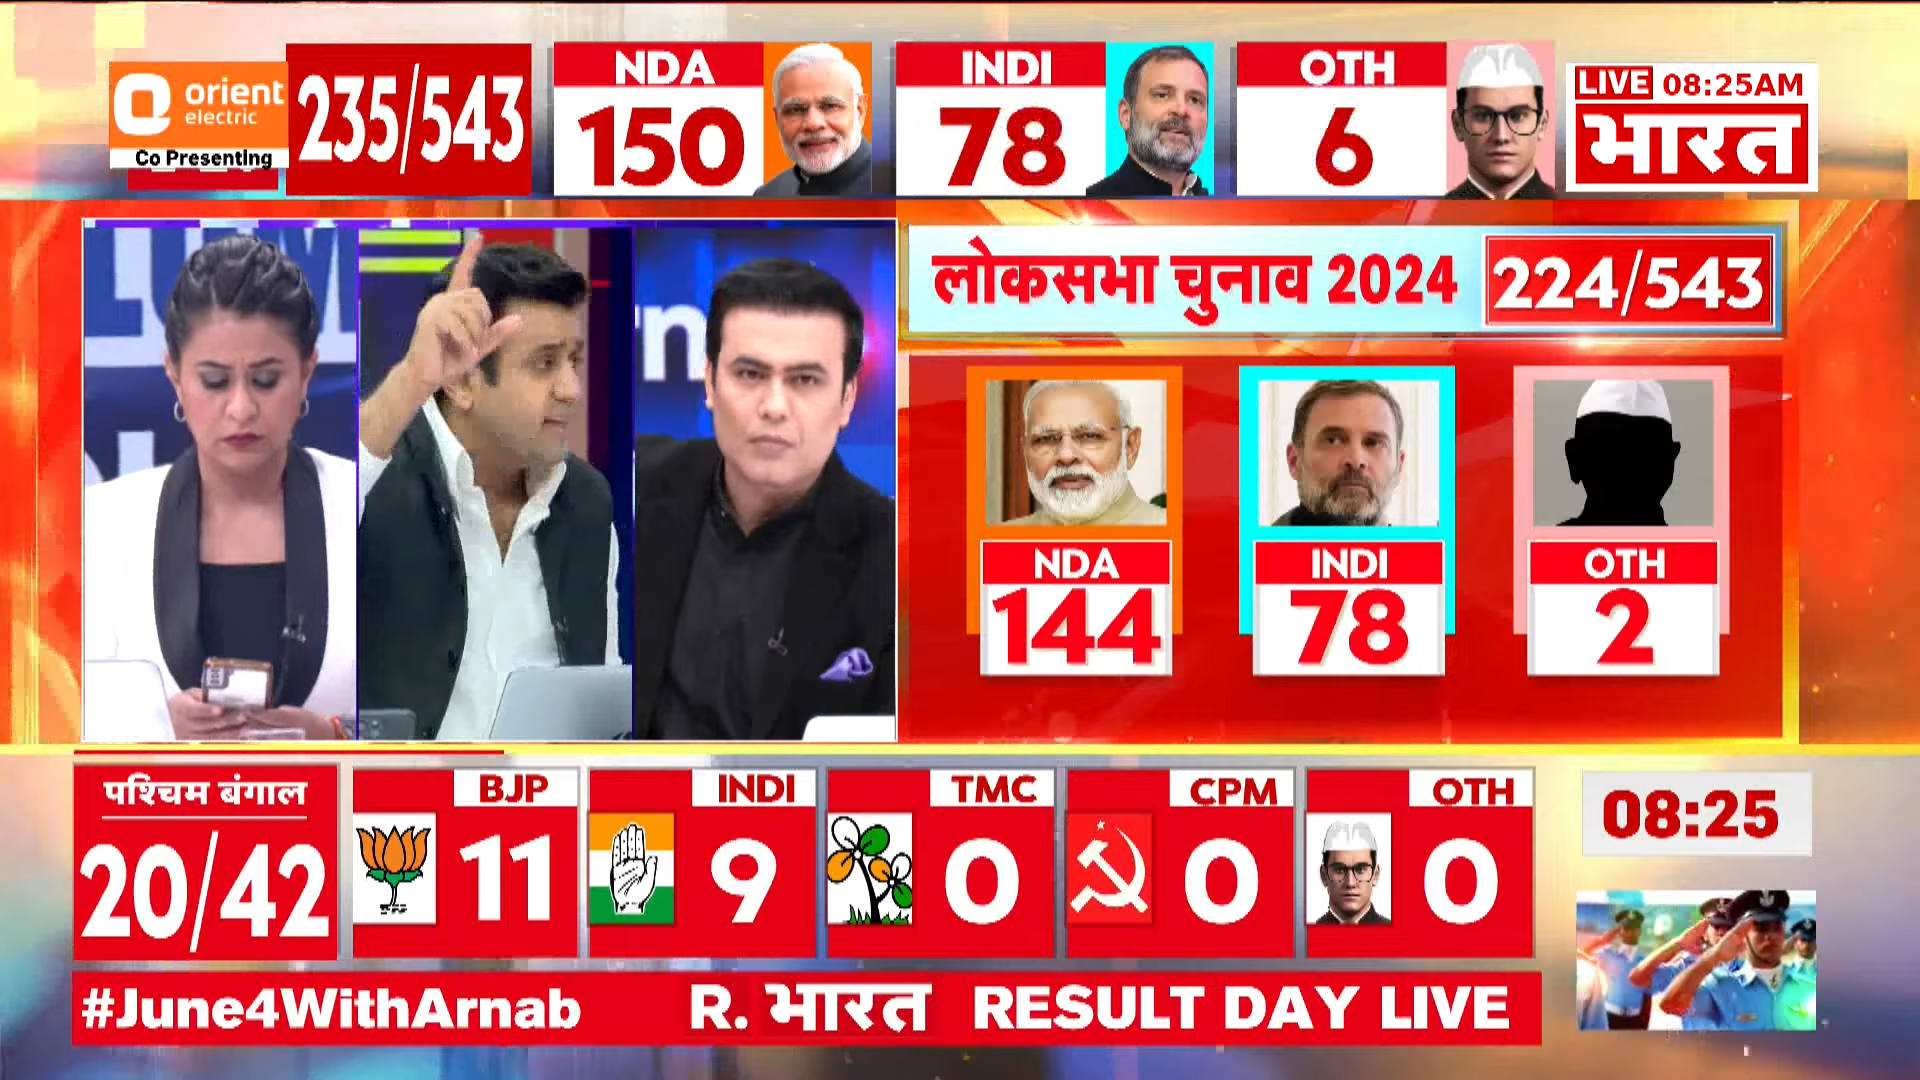 orient
electric
Co Presenting
235/543
NDA
150
INDI
78
OTH
6
LIVE 08:25AM
भारत
लोकसभा चुनाव 2024
224/543
NDA
144
INDI
78
OTH
2
पश्चिम बंगाल
20/42
BJP
11
INDI
9
TMC
0
CPM
0
OTH
0
08:25
#June4WithArnab
R. भारत
RESULT DAY LIVE